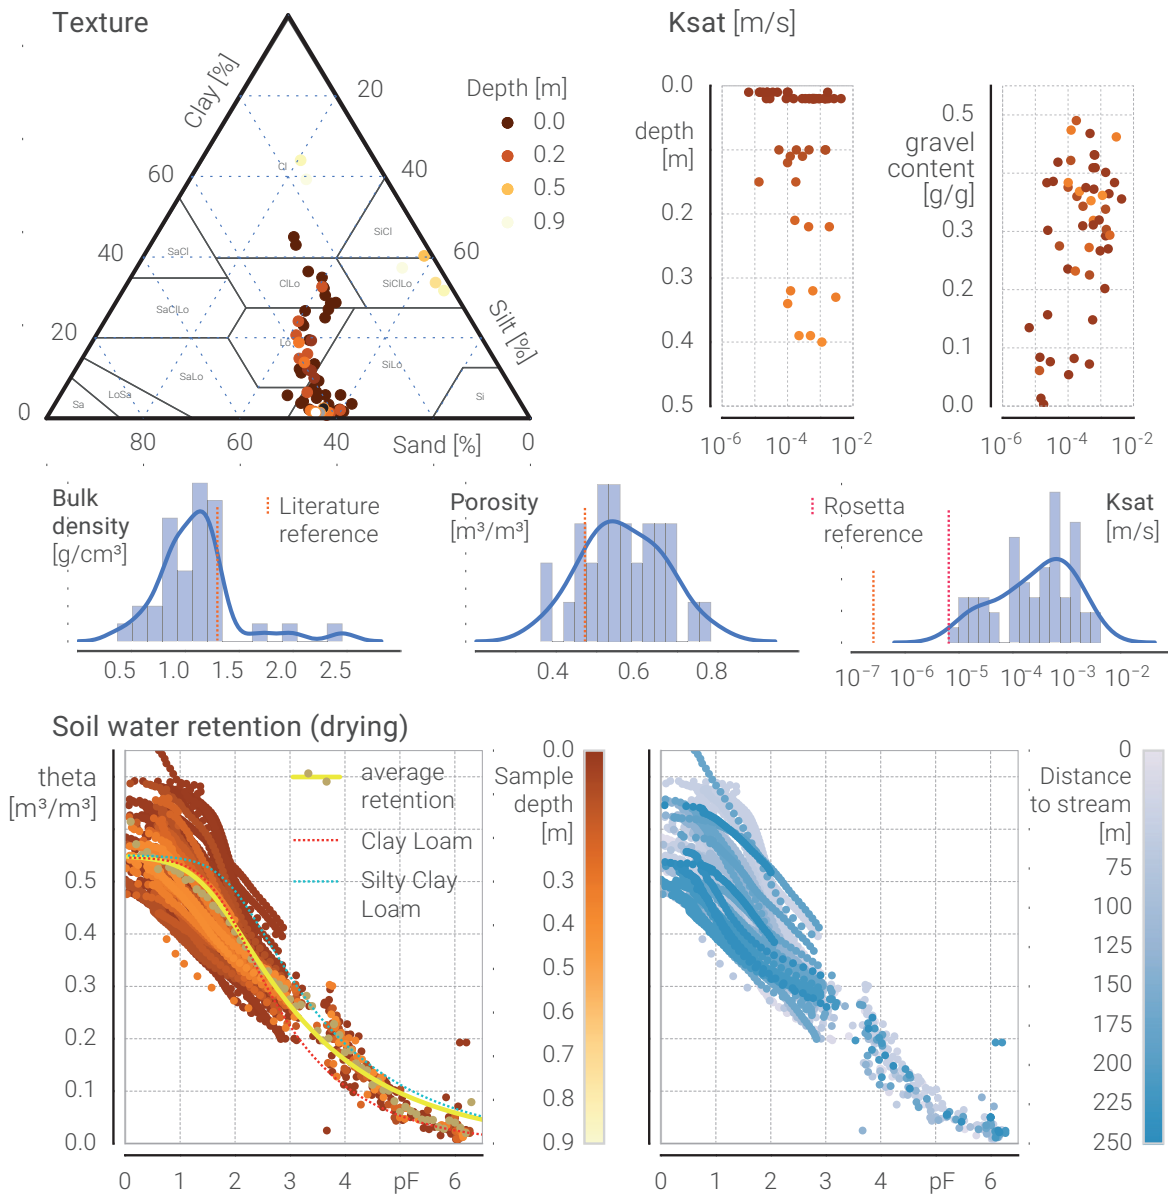 Texture
Clay [%]
20
40
60
60
40
20
0
Silt [%]
80
60
Sand [%]
40
0
Cl
SiCl
SaCl
ClLo
SiClLo
SaClLo
Lo
SaLo
SiLo
LoSa
Sa
Si
Depth [m]
0.0
0.2
0.5
0.9
Ksat [m/s]
0.0
depth
[m]
0.2
0.3
0.4
0.5
10⁻⁶
10⁻⁴
10⁻²
0.5
gravel
content
[g/g]
0.3
0.2
0.1
0.0
10⁻⁶
10⁻⁴
10⁻²
Bulk
density
[g/cm³]
Literature
reference
0.5
1.0
1.5
2.0
2.5
Porosity
[m³/m³]
0.4
0.6
0.8
Rosetta
reference
Ksat
[m/s]
10⁻⁷
10⁻⁶
10⁻⁵
10⁻⁴
10⁻³
10⁻²
Soil water retention (drying)
theta
[m³/m³]
0.5
0.4
0.3
0.2
0.1
0.0
0
1
2
3
4
pF
6
average
retention
Clay Loam
Silty Clay
Loam
0.0
Sample
depth
[m]
0.3
0.4
0.5
0.6
0.7
0.8
0.9
0
1
2
3
4
pF
6
0
Distance
to stream
[m]
75
100
125
150
175
200
225
250